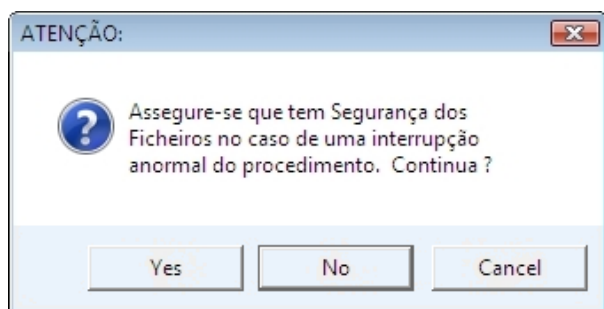 ATENÇÃO:
Assegure-se que tem Segurança dos
Ficheiros no caso de uma interrupção
anormal do procedimento.  Continua ?
Yes
No
Cancel